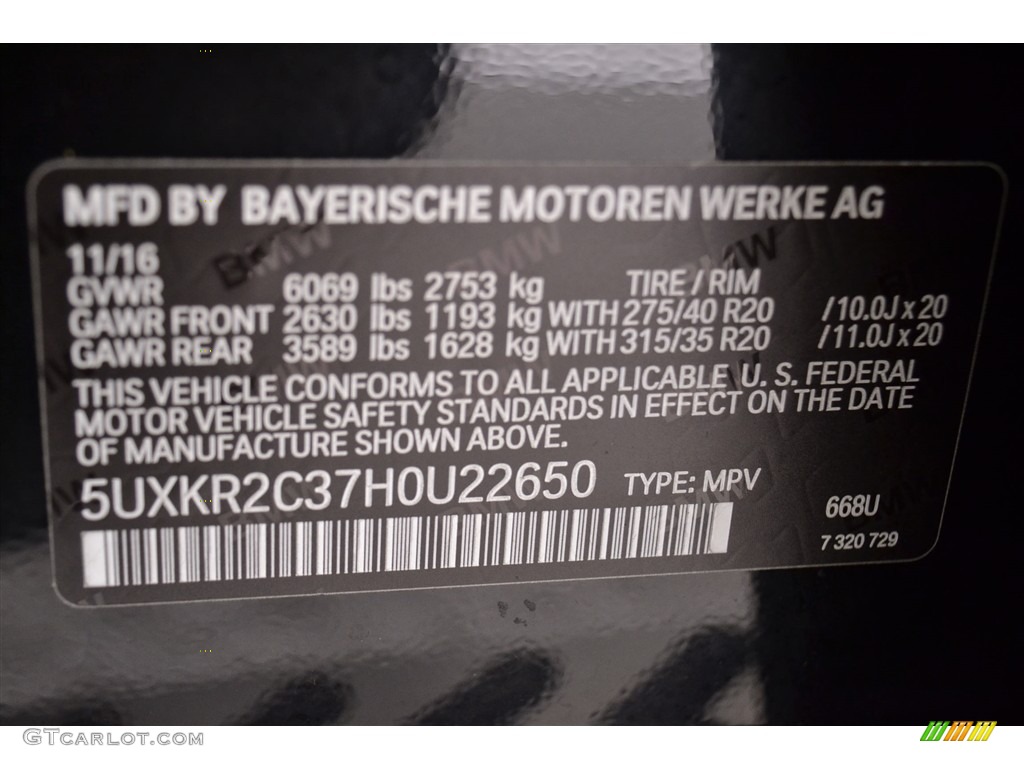 MFD BY BAYERISCHE MOTOREN WERKE AG
11/16
GVWR 6069 lbs 2753 kg TIRE / RIM
GAWR FRONT 2630 lbs 1193 kg WITH 275/40 R20 /10.0J x 20
GAWR REAR 3589 lbs 1628 kg WITH 315/35 R20 /11.0J x 20
THIS VEHICLE CONFORMS TO ALL APPLICABLE U. S. FEDERAL
MOTOR VEHICLE SAFETY STANDARDS IN EFFECT ON THE DATE
OF MANUFACTURE SHOWN ABOVE.
5UXKR2C37H0U22650 TYPE: MPV
668U
7 320 729
GTCARLOT.COM